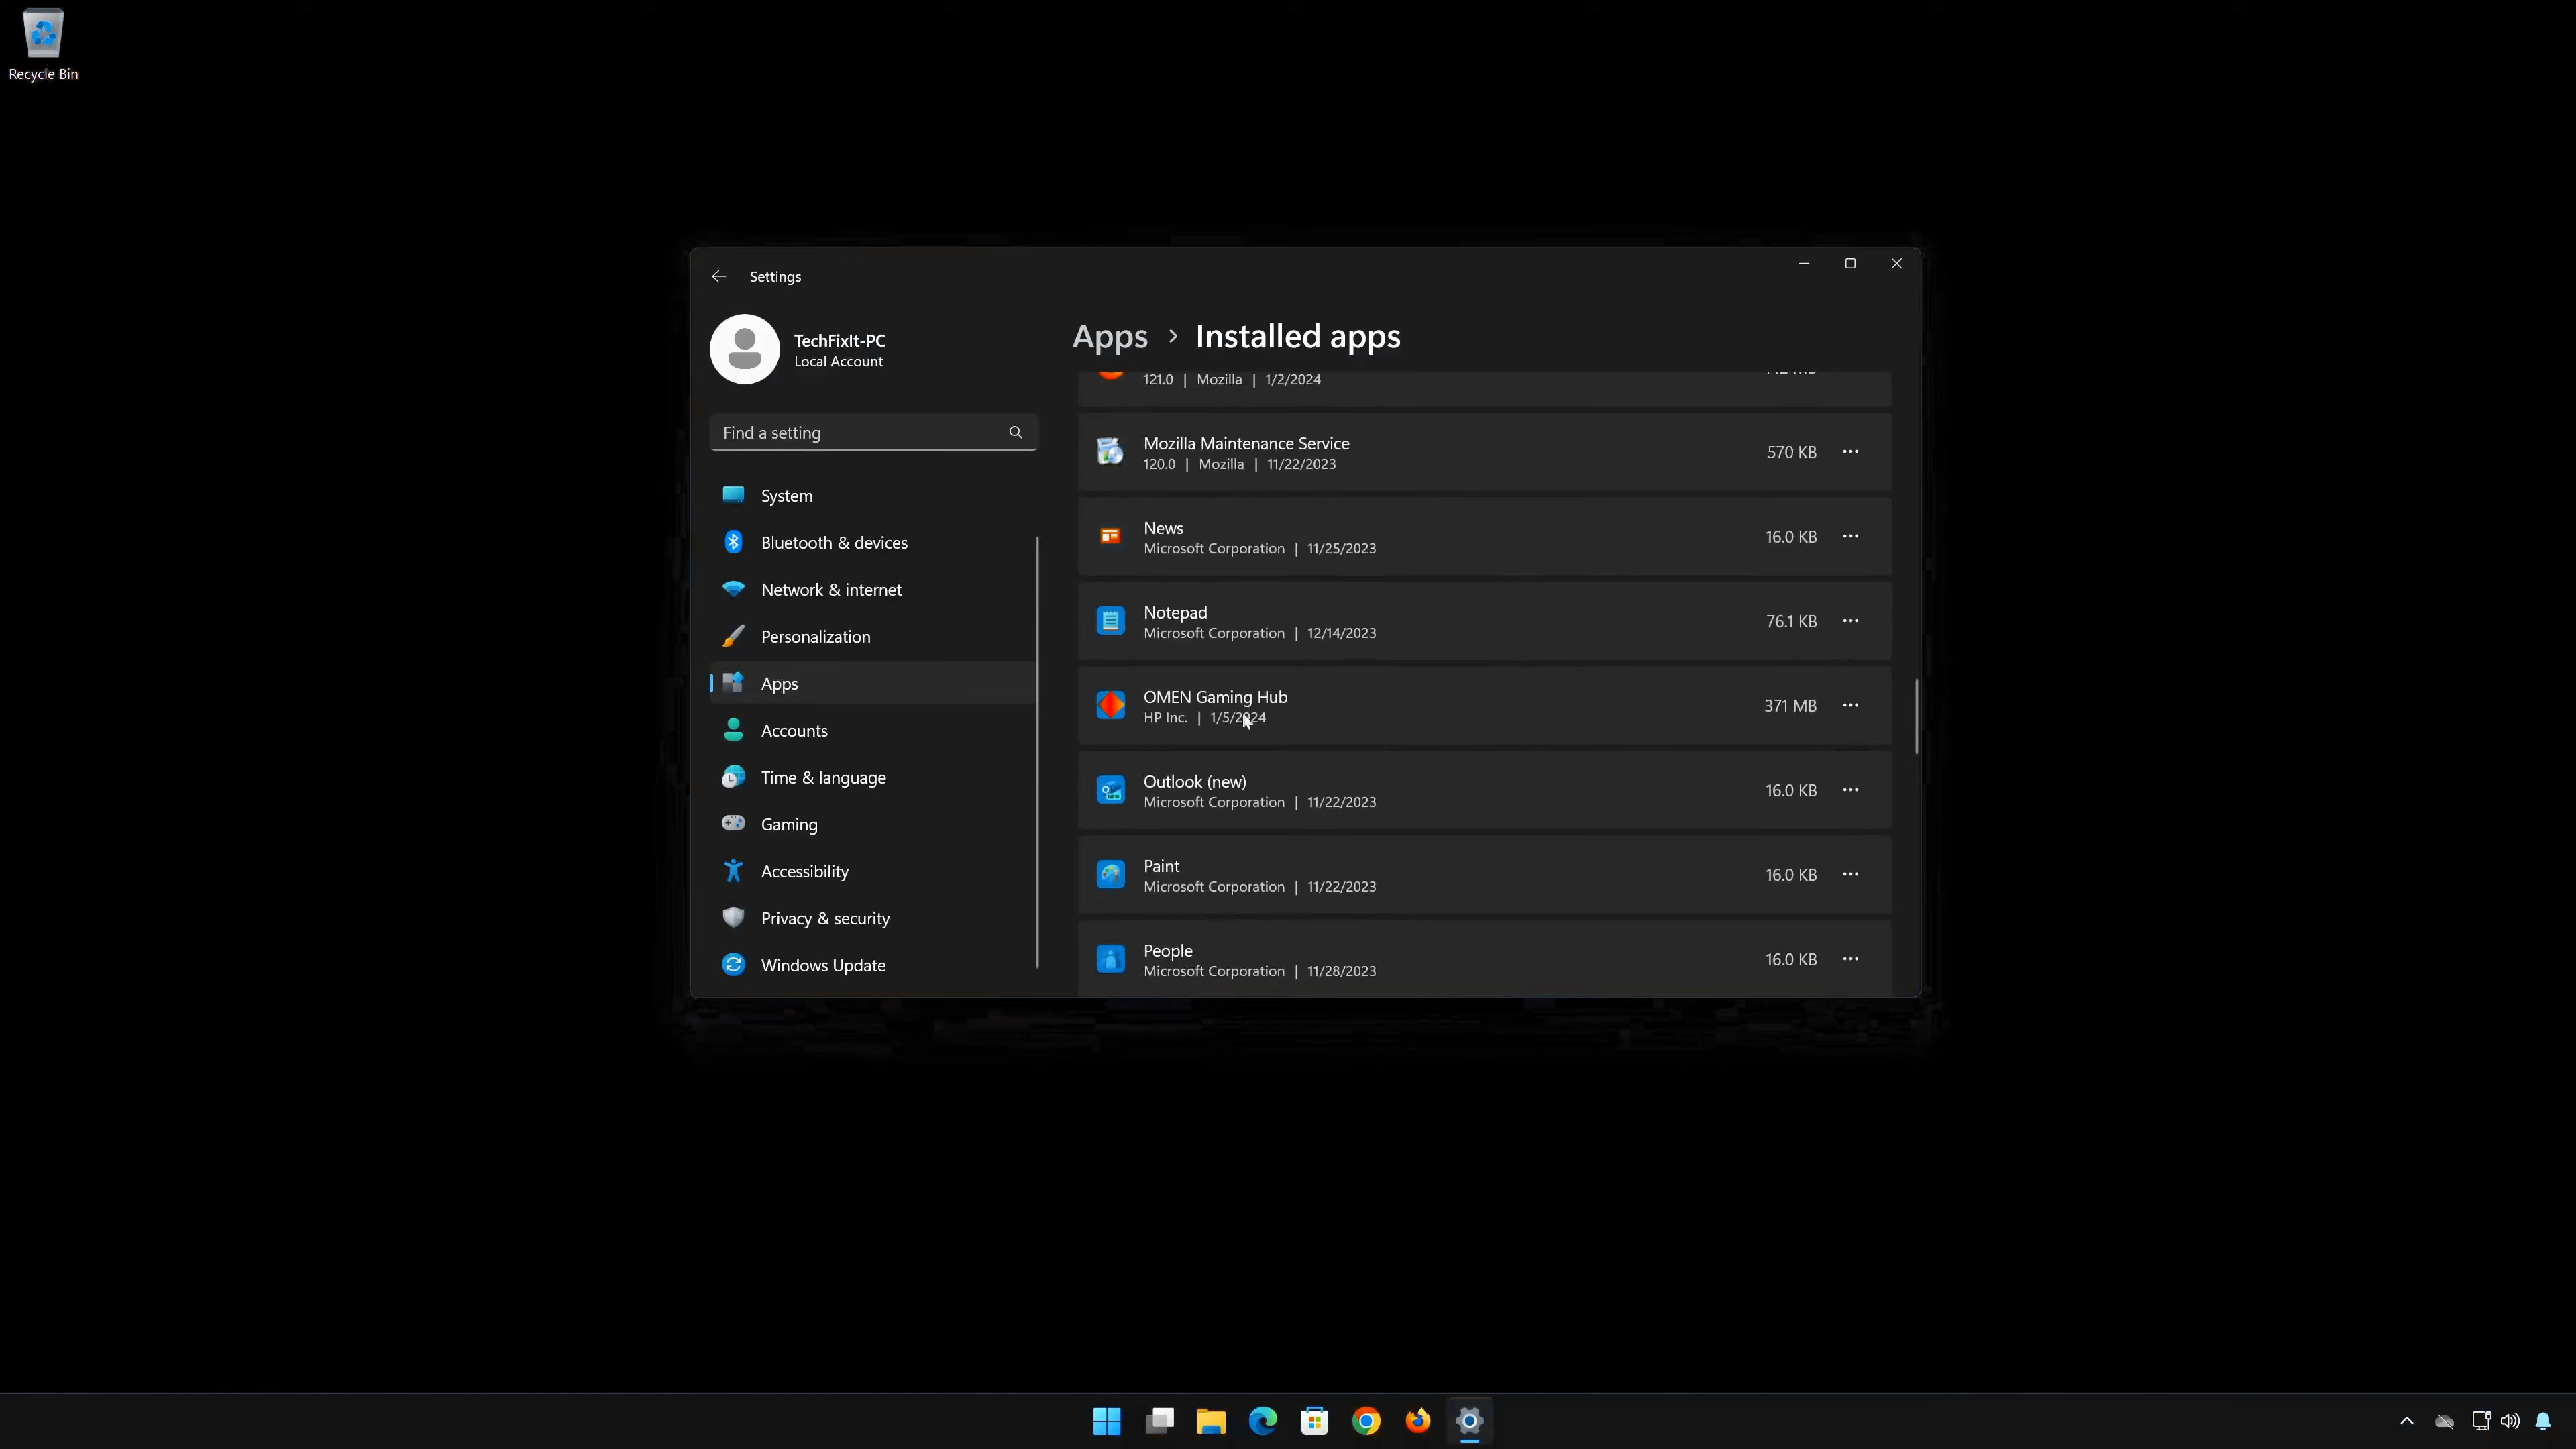 Recycle Bin
Settings
TechFixIt-PC
Local Account
Find a setting
System
Bluetooth & devices
Network & internet
Personalization
Apps
Accounts
Time & language
Gaming
Accessibility
Privacy & security
Windows Update
Apps > Installed apps
121.0 | Mozilla | 1/2/2024
Mozilla Maintenance Service
120.0 | Mozilla | 11/22/2023
570 KB
News
Microsoft Corporation | 11/25/2023
16.0 KB
Notepad
Microsoft Corporation | 12/14/2023
76.1 KB
OMEN Gaming Hub
HP Inc. | 1/5/2024
371 MB
Outlook (new)
Microsoft Corporation | 11/22/2023
16.0 KB
Paint
Microsoft Corporation | 11/22/2023
16.0 KB
People
Microsoft Corporation | 11/28/2023
16.0 KB